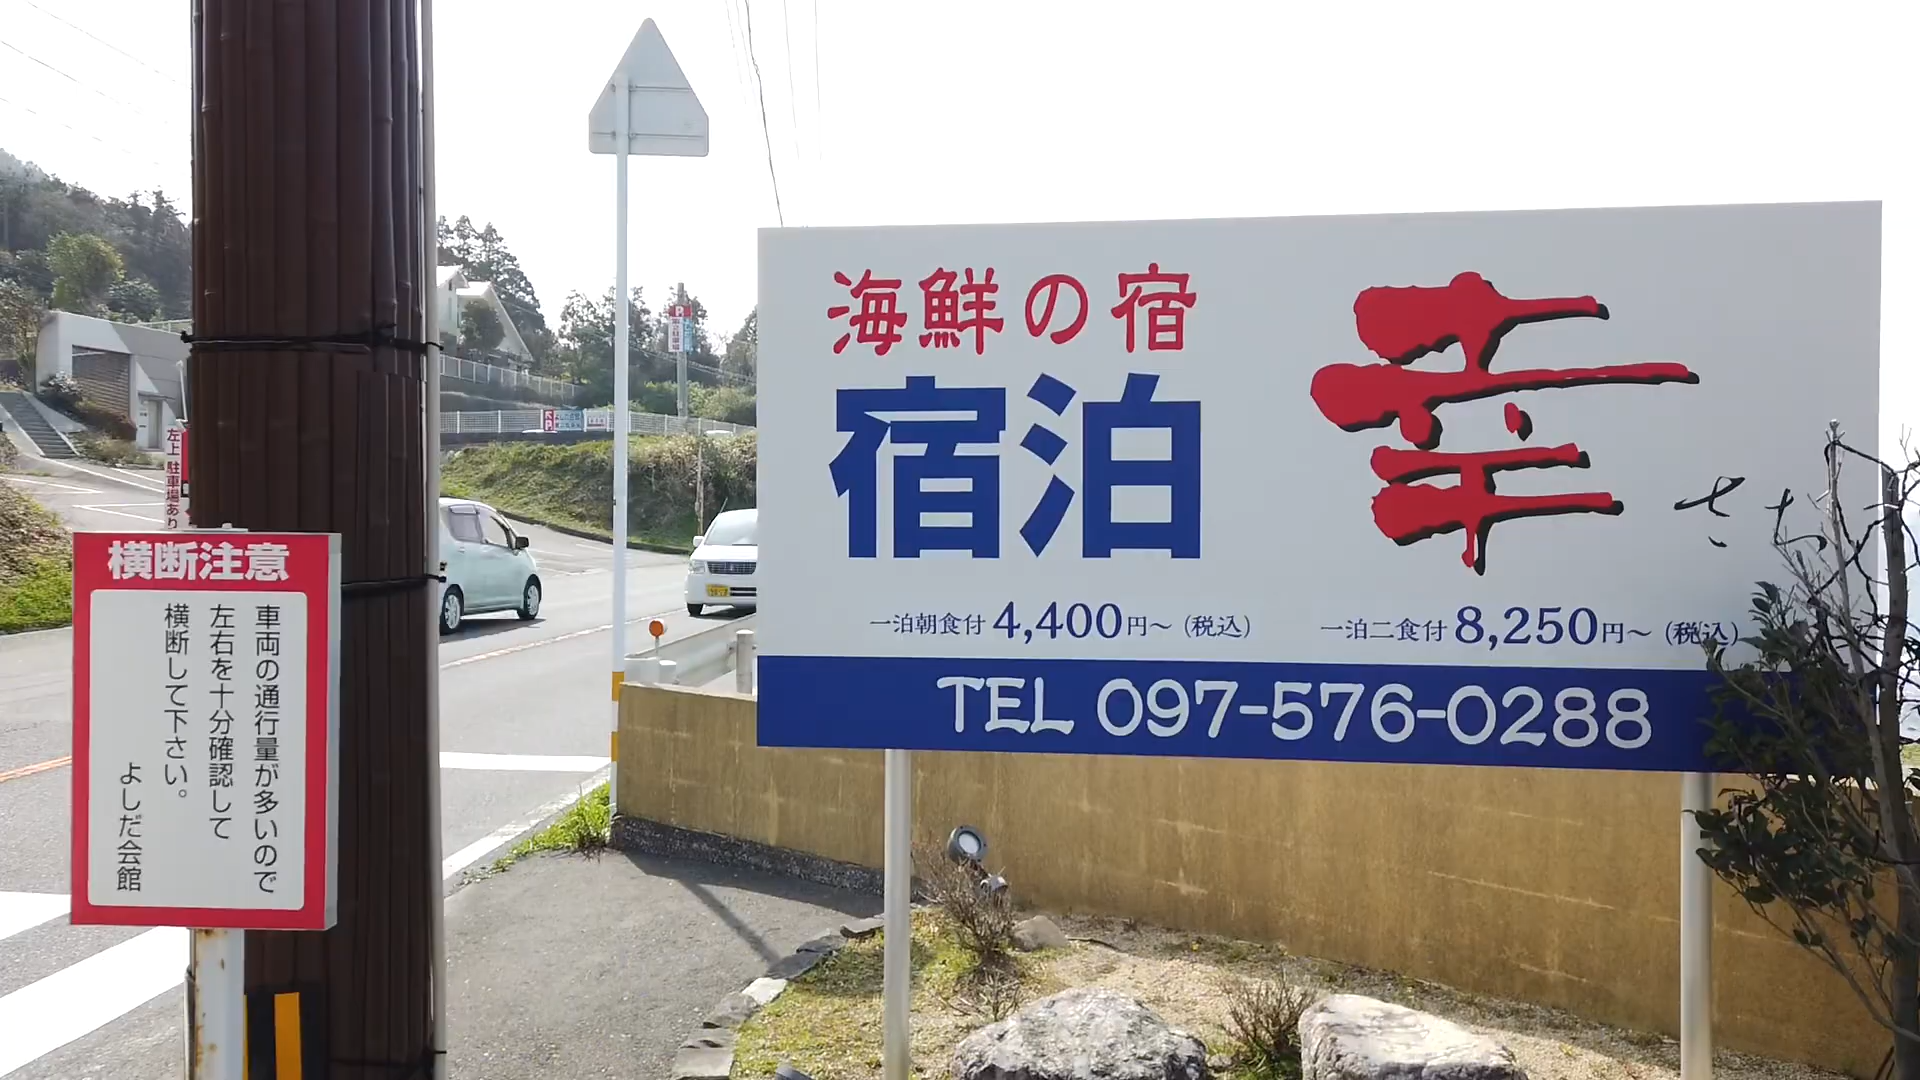 海鮮の宿
宿泊
幸
一泊朝食付 4,400円〜 (税込)
一泊二食付 8,250円〜 (税込)
TEL 097-576-0288
横断注意
車両の通行量が多いので
左右を十分確認して
横断して下さい。
よしだ会館
左上 駐車場あり
P
P